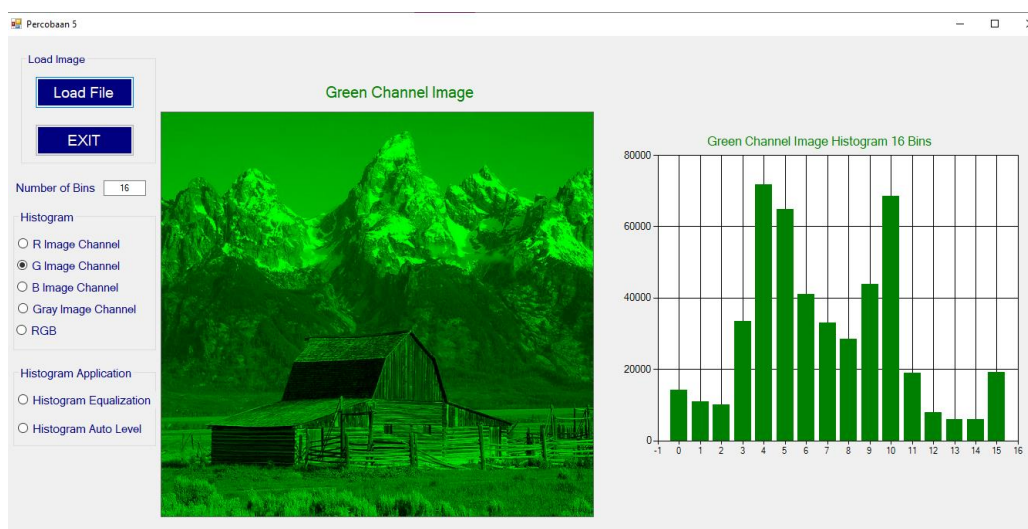 Percobaan 5
Load Image
Load File
EXIT
Number of Bins 16
Histogram
R Image Channel
G Image Channel
B Image Channel
Gray Image Channel
RGB
Histogram Application
Histogram Equalization
Histogram Auto Level
Green Channel Image
Green Channel Image Histogram 16 Bins
80000
60000
40000
20000
0
-1 0 1 2 3 4 5 6 7 8 9 10 11 12 13 14 15 16